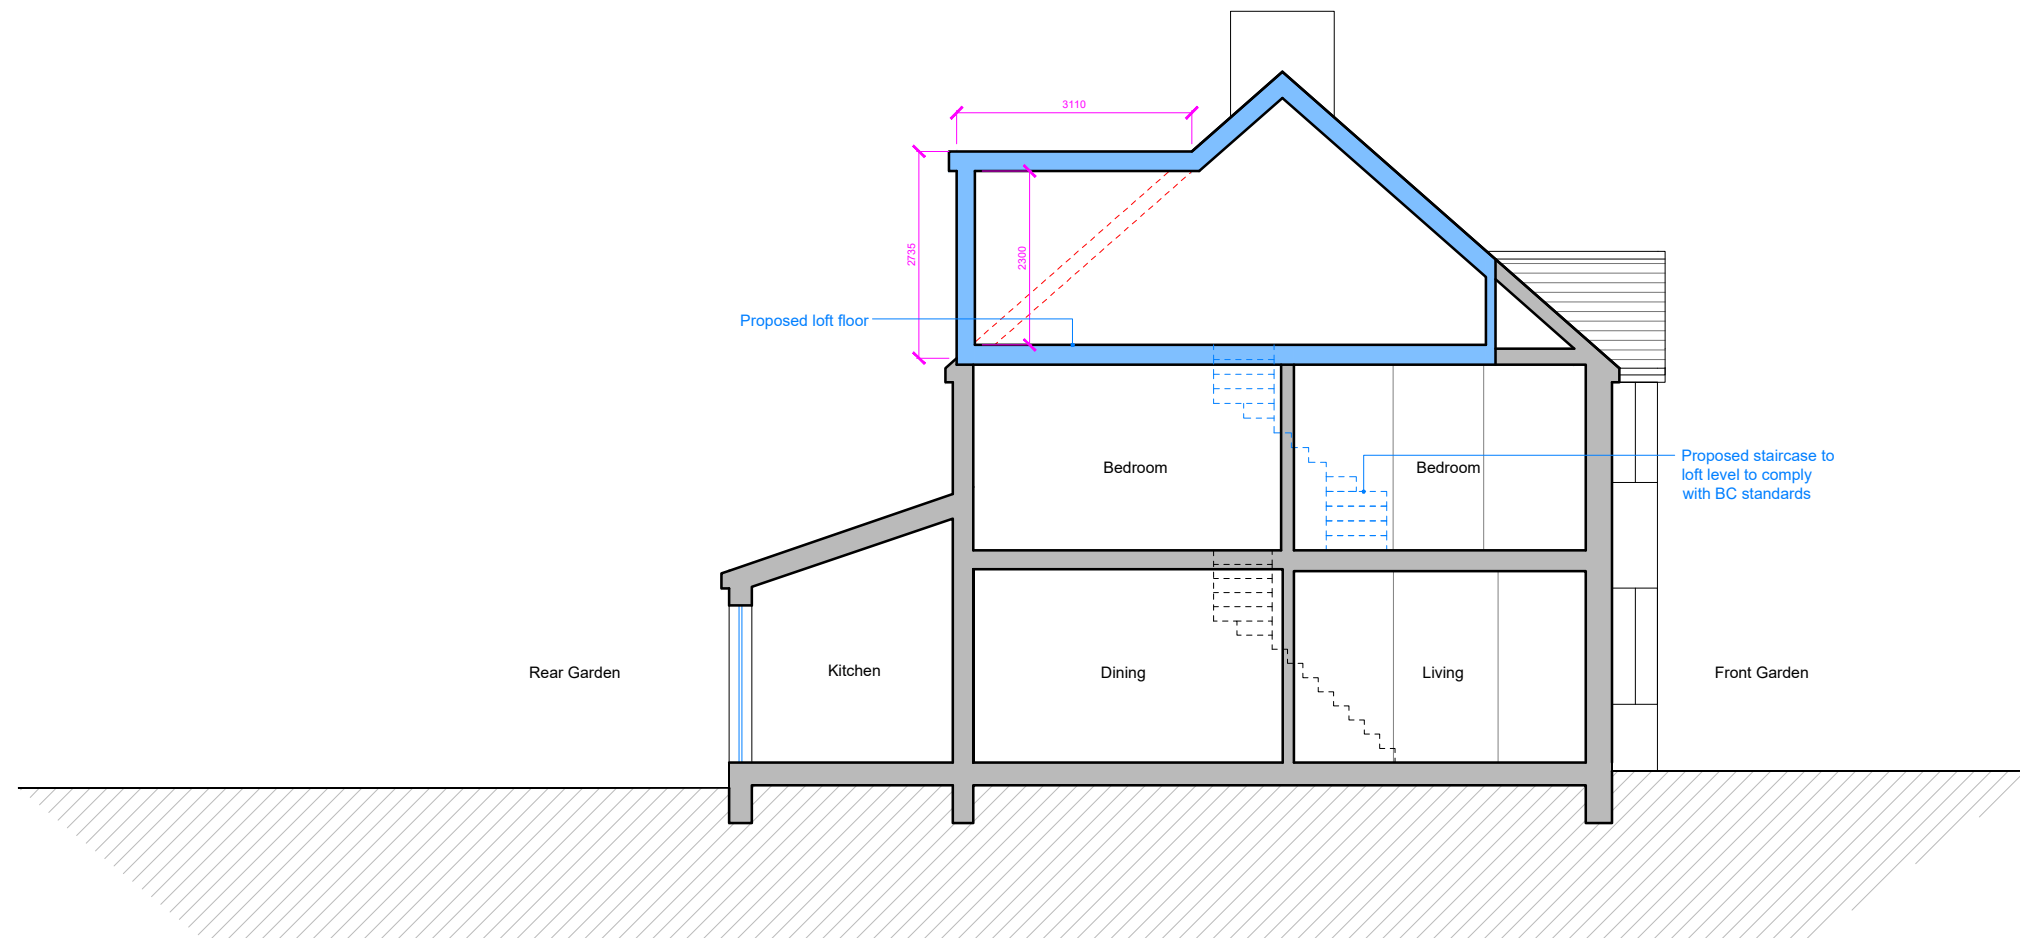 3110
2735
2300
Proposed loft floor
Bedroom
Bedroom
Proposed staircase to
loft level to comply
with BC standards
Rear Garden
Kitchen
Dining
Living
Front Garden